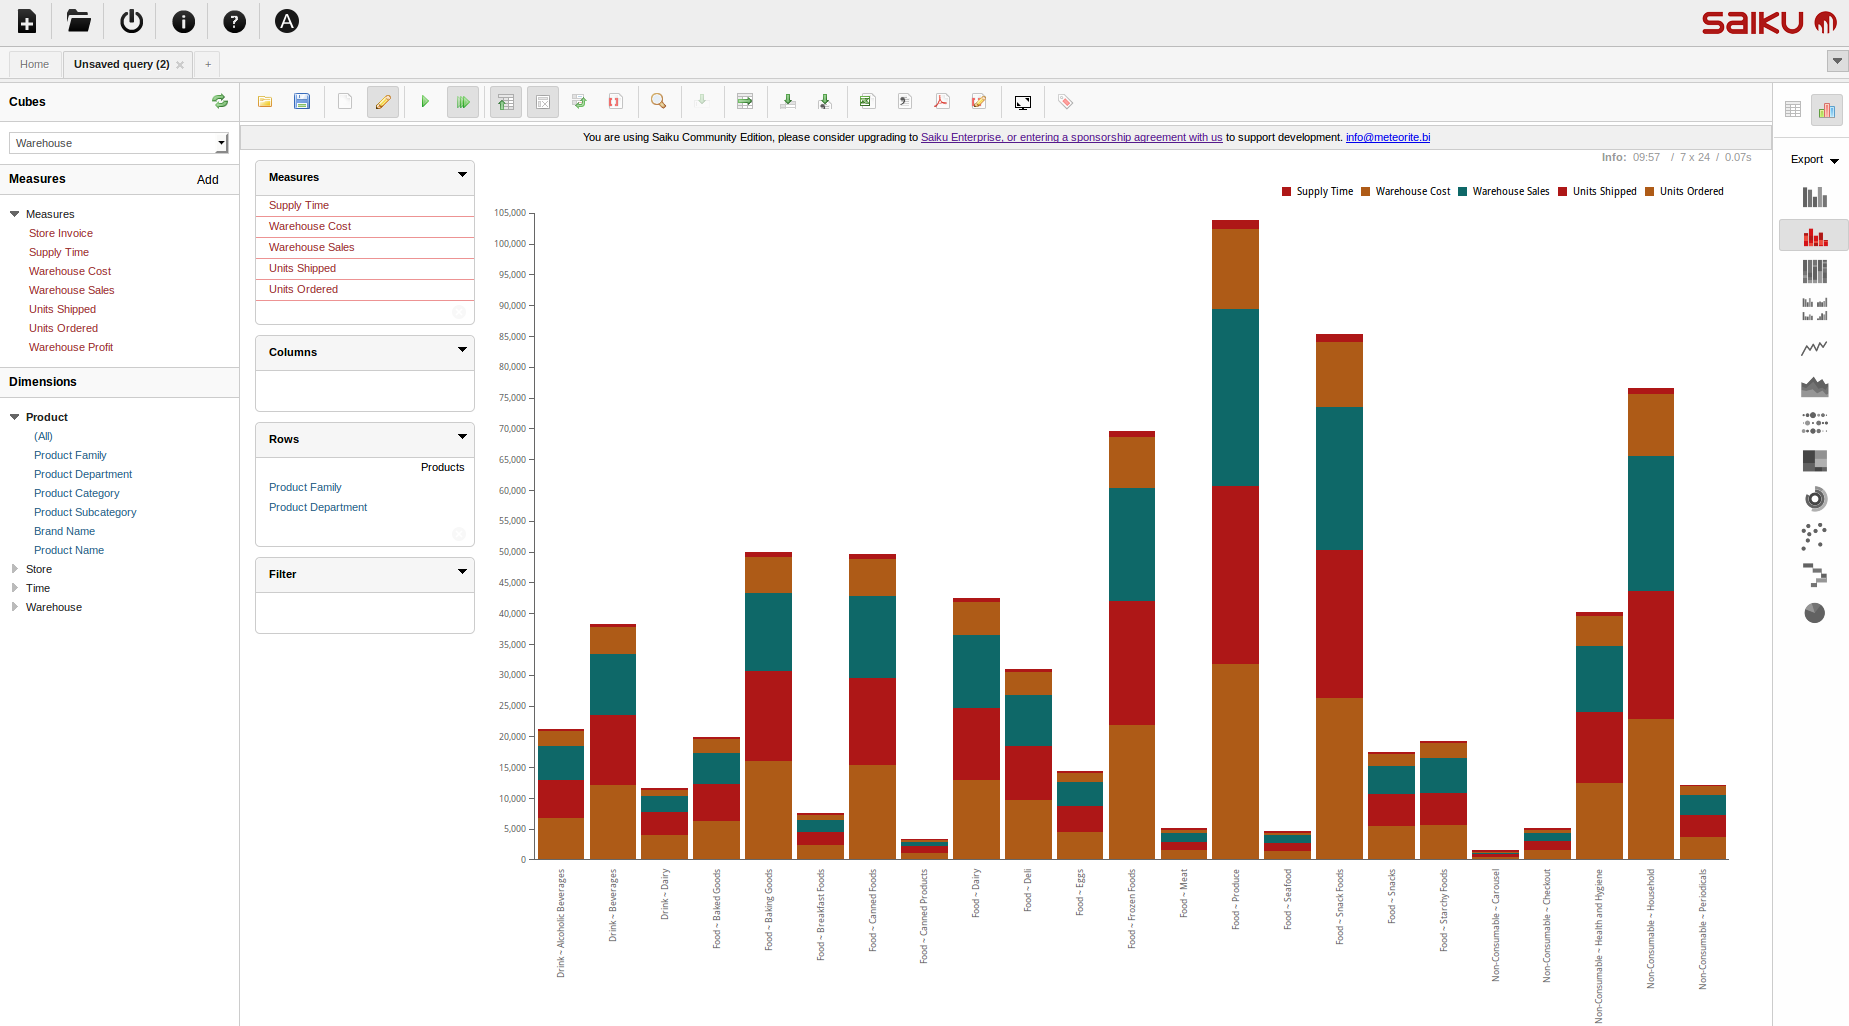 saiku
Home
Unsaved query (2)
+
Cubes
Warehouse
Measures Add
Measures
Store Invoice
Supply Time
Warehouse Cost
Warehouse Sales
Units Shipped
Units Ordered
Warehouse Profit
Dimensions
Product
(All)
Product Family
Product Department
Product Category
Product Subcategory
Brand Name
Product Name
Store
Time
Warehouse
You are using Saiku Community Edition, please consider upgrading to Saiku Enterprise, or entering a sponsorship agreement with us to support development. info@meteorite.bi
Info: 09:57 / 7 x 24 / 0.07s
Measures
Supply Time
Warehouse Cost
Warehouse Sales
Units Shipped
Units Ordered
Columns
Rows
Products
Product Family
Product Department
Filter
Supply Time Warehouse Cost Warehouse Sales Units Shipped Units Ordered
105,000
100,000
95,000
90,000
85,000
80,000
75,000
70,000
65,000
60,000
55,000
50,000
45,000
40,000
35,000
30,000
25,000
20,000
15,000
10,000
5,000
0
Drink ~ Alcoholic Beverages
Drink ~ Beverages
Drink ~ Dairy
Food ~ Baked Goods
Food ~ Baking Goods
Food ~ Breakfast Foods
Food ~ Canned Foods
Food ~ Canned Products
Food ~ Dairy
Food ~ Deli
Food ~ Eggs
Food ~ Frozen Foods
Food ~ Meat
Food ~ Produce
Food ~ Seafood
Food ~ Snack Foods
Food ~ Snacks
Food ~ Starchy Foods
Non-Consumable ~ Carousel
Non-Consumable ~ Checkout
Non-Consumable ~ Health and Hygiene
Non-Consumable ~ Household
Non-Consumable ~ Periodicals
Export